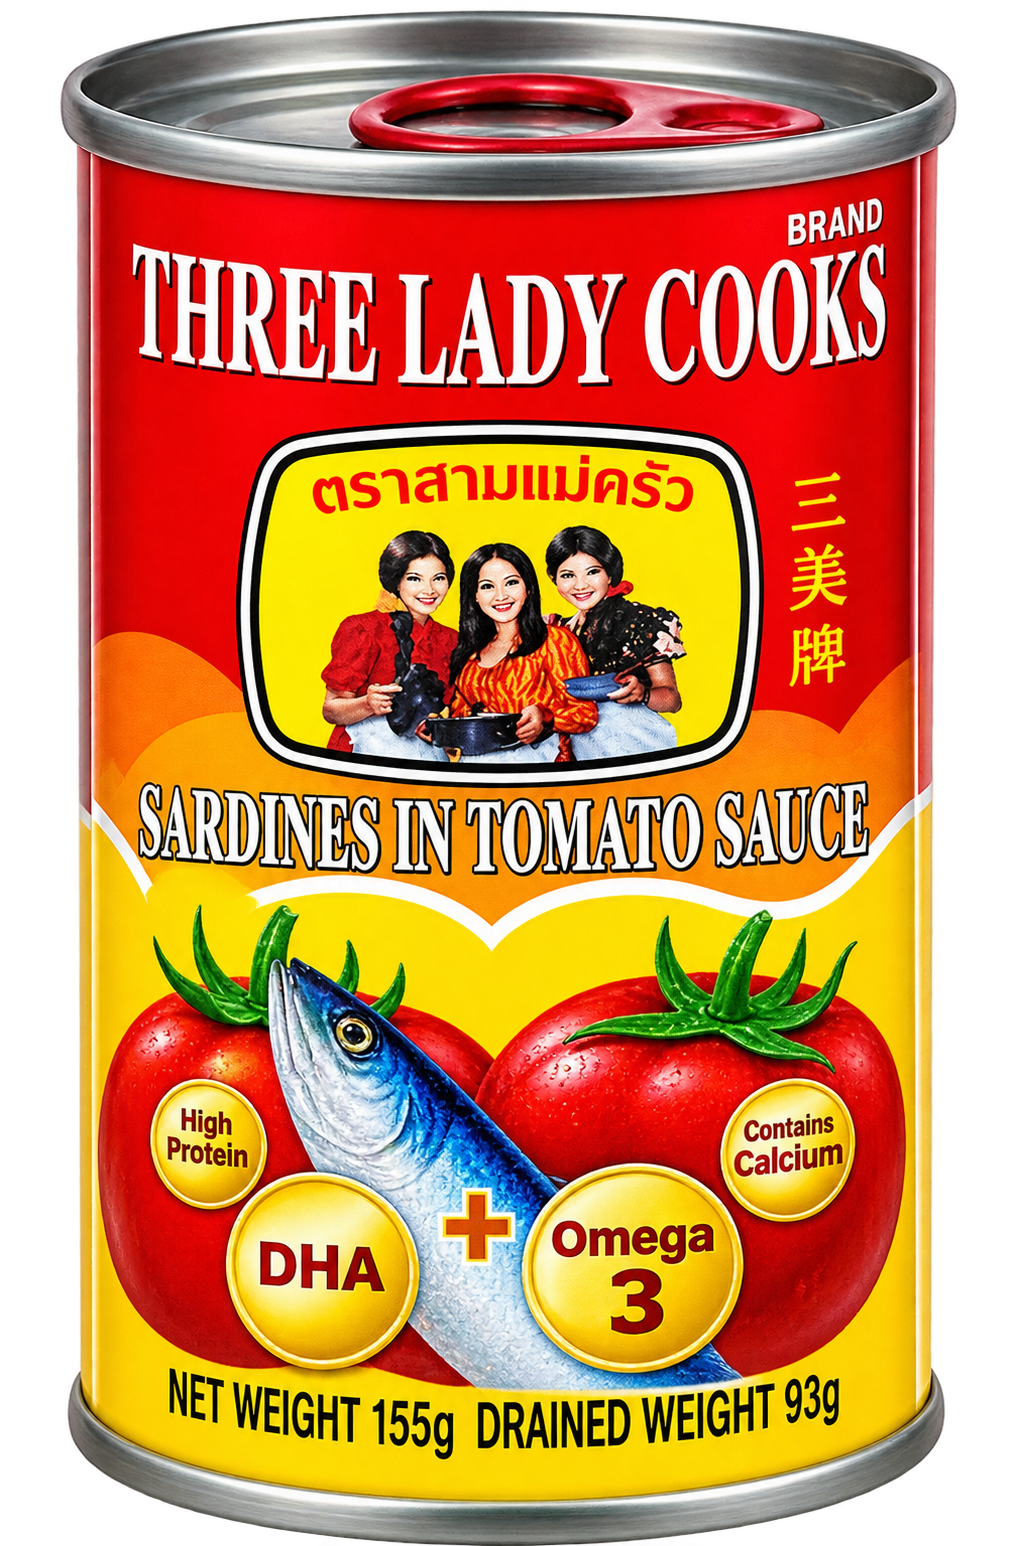 BRAND
THREE LADY COOKS
ตราสามแม่ครัว
三美牌
SARDINES IN TOMATO SAUCE
High
Protein
Contains
Calcium
DHA
+
Omega
3
NET WEIGHT 155g DRAINED WEIGHT 93g